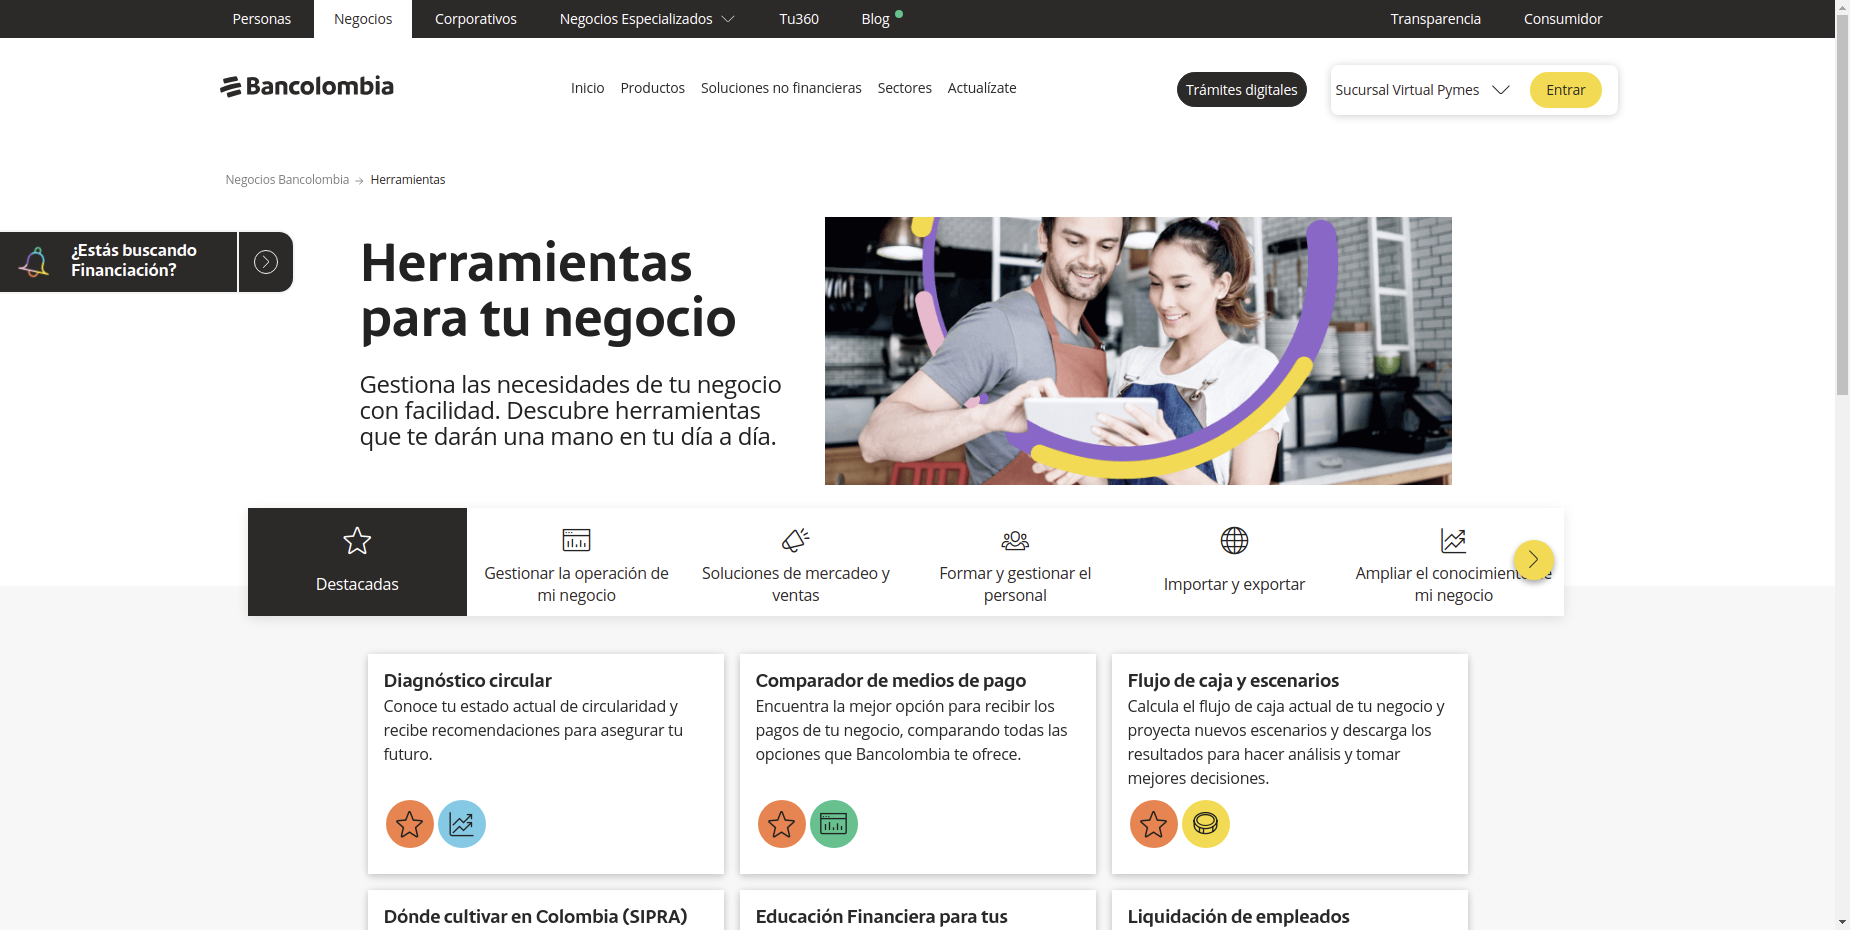 Personas
Negocios
Corporativos
Negocios Especializados
Tu360
Blog
Transparencia
Consumidor
Bancolombia
Inicio
Productos
Soluciones no financieras
Sectores
Actualízate
Trámites digitales
Sucursal Virtual Pymes
Entrar
Negocios Bancolombia
Herramientas
¿Estás buscando
Financiación?
Herramientas
para tu negocio
Gestiona las necesidades de tu negocio
con facilidad. Descubre herramientas
que te darán una mano en tu día a día.
Destacadas
Gestionar la operación de
mi negocio
Soluciones de mercadeo y
ventas
Formar y gestionar el
personal
Importar y exportar
Ampliar el conocimiento
mi negocio
Diagnóstico circular
Conoce tu estado actual de circularidad y
recibe recomendaciones para asegurar tu
futuro.
Comparador de medios de pago
Encuentra la mejor opción para recibir los
pagos de tu negocio, comparando todas las
opciones que Bancolombia te ofrece.
Flujo de caja y escenarios
Calcula el flujo de caja actual de tu negocio y
proyecta nuevos escenarios y descarga los
resultados para hacer análisis y tomar
mejores decisiones.
Dónde cultivar en Colombia (SIPRA)
Educación Financiera para tus
Liquidación de empleados